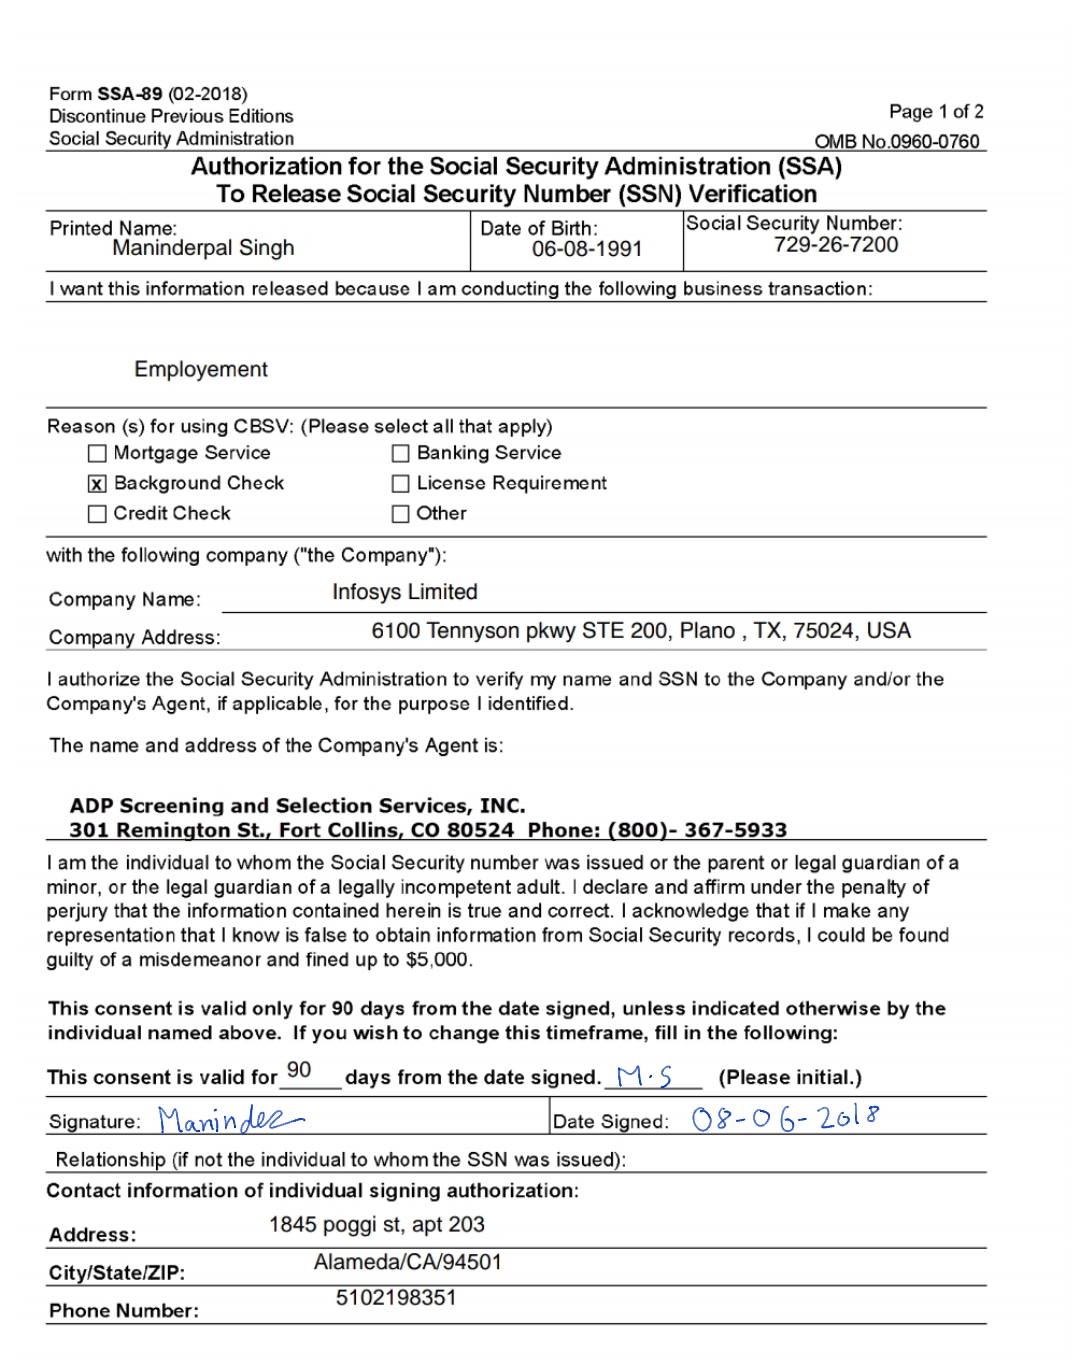 Form SSA-89 (02-2018)
Discontinue Previous Editions
Social Security Administration
Page 1 of 2
OMB No.0960-0760
Authorization for the Social Security Administration (SSA)
To Release Social Security Number (SSN) Verification
Printed Name:
Maninderpal Singh
Date of Birth:
06-08-1991
Social Security Number:
729-26-7200
I want this information released because I am conducting the following business transaction:
Employement
Reason (s) for using CBSV: (Please select all that apply)
Mortgage Service
Banking Service
x Background Check
License Requirement
Credit Check
Other
with the following company ("the Company"):
Company Name: Infosys Limited
Company Address: 6100 Tennyson pkwy STE 200, Plano , TX, 75024, USA
I authorize the Social Security Administration to verify my name and SSN to the Company and/or the
Company's Agent, if applicable, for the purpose I identified.
The name and address of the Company's Agent is:
ADP Screening and Selection Services, INC.
301 Remington St., Fort Collins, CO 80524 Phone: (800)- 367-5933
I am the individual to whom the Social Security number was issued or the parent or legal guardian of a
minor, or the legal guardian of a legally incompetent adult. I declare and affirm under the penalty of
perjury that the information contained herein is true and correct. I acknowledge that if I make any
representation that I know is false to obtain information from Social Security records, I could be found
guilty of a misdemeanor and fined up to $5,000.
This consent is valid only for 90 days from the date signed, unless indicated otherwise by the
individual named above. If you wish to change this timeframe, fill in the following:
This consent is valid for 90 days from the date signed. M.S (Please initial.)
Signature: Maninder
Date Signed: 08-06-2018
Relationship (if not the individual to whom the SSN was issued):
Contact information of individual signing authorization:
Address: 1845 poggi st, apt 203
City/State/ZIP: Alameda/CA/94501
Phone Number: 5102198351